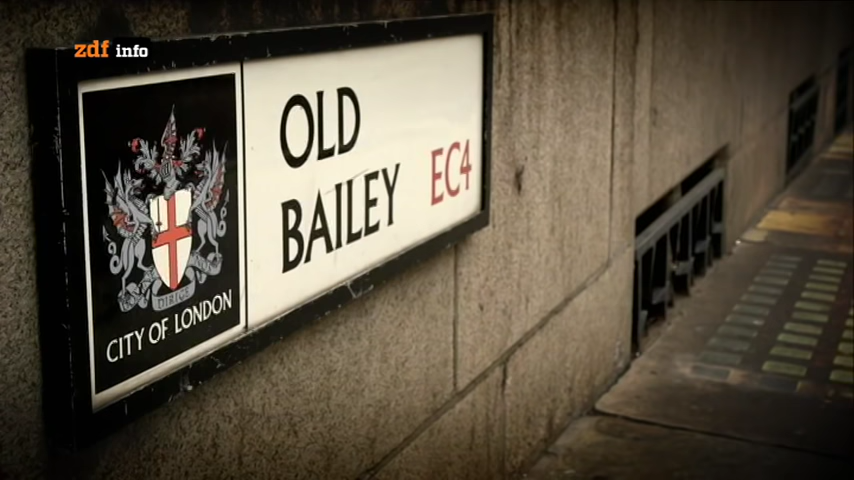 zdf info
OLD
BAILEY EC4
DIRIGE
CITY OF LONDON